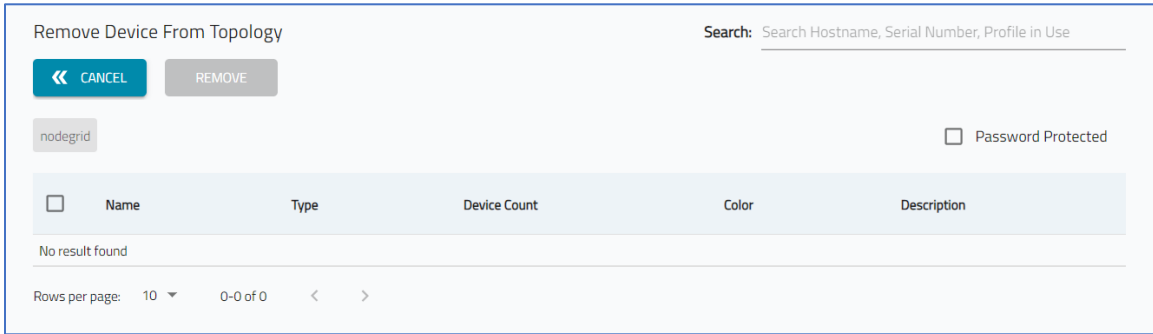 Remove Device From Topology
Search: Search Hostname, Serial Number, Profile in Use
CANCEL REMOVE
nodegrid
Password Protected
Name Type Device Count Color Description
No result found
Rows per page: 10 0-0 of 0